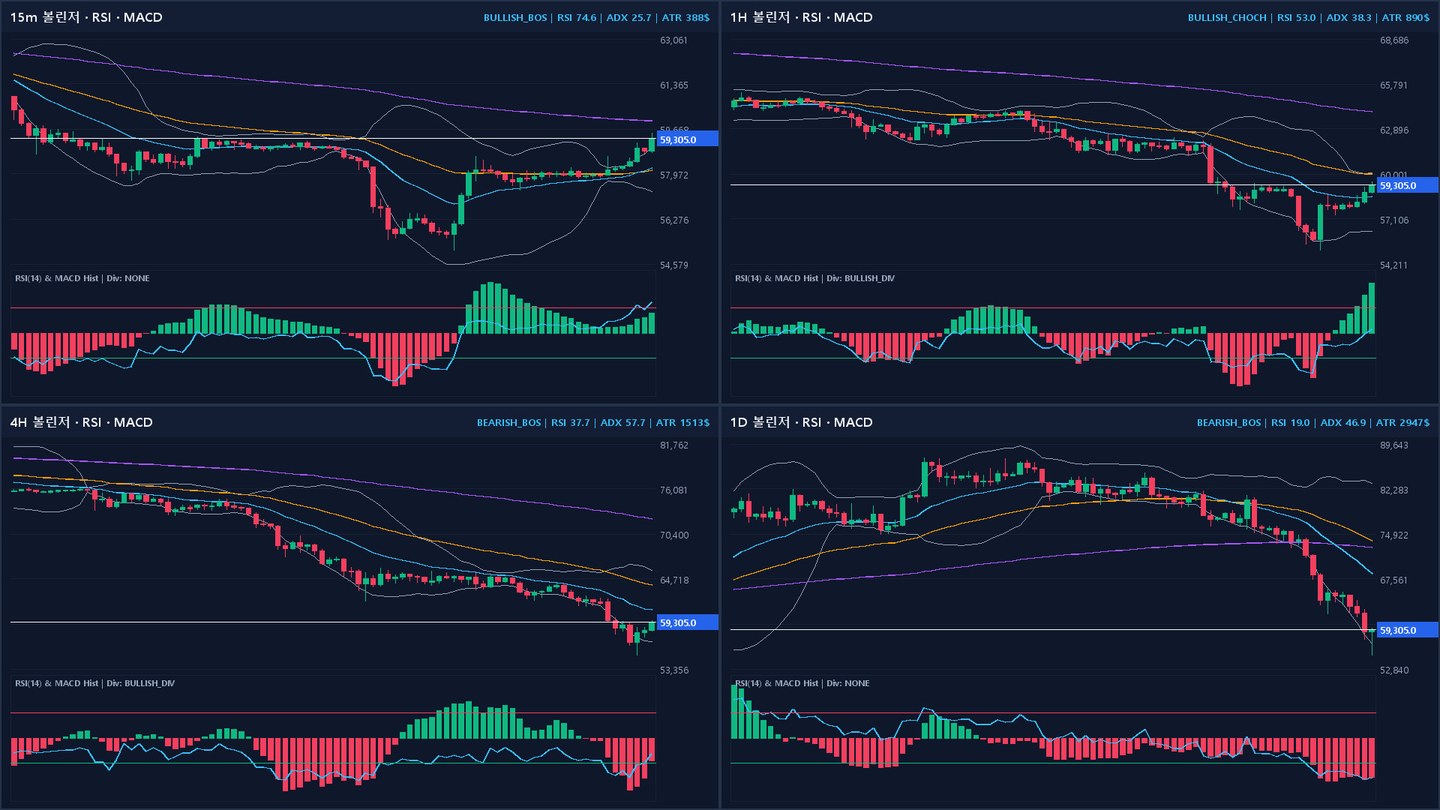 15m 볼린저 · RSI · MACD
BULLISH_BOS | RSI 74.6 | ADX 25.7 | ATR 388$
63,061
61,365
59,668
59,305.0
57,972
56,276
54,579
RSI(14) & MACD Hist | Div: NONE
1H 볼린저 · RSI · MACD
BULLISH_CHOCH | RSI 53.0 | ADX 38.3 | ATR 890$
68,686
65,791
62,896
60,001
59,305.0
57,106
54,211
RSI(14) & MACD Hist | Div: BULLISH_DIV
4H 볼린저 · RSI · MACD
BEARISH_BOS | RSI 37.7 | ADX 57.7 | ATR 1513$
81,762
76,081
70,400
64,718
59,305.0
53,356
RSI(14) & MACD Hist | Div: BULLISH_DIV
1D 볼린저 · RSI · MACD
BEARISH_BOS | RSI 19.0 | ADX 46.9 | ATR 2947$
89,643
82,283
74,922
67,561
59,305.0
52,840
RSI(14) & MACD Hist | Div: NONE